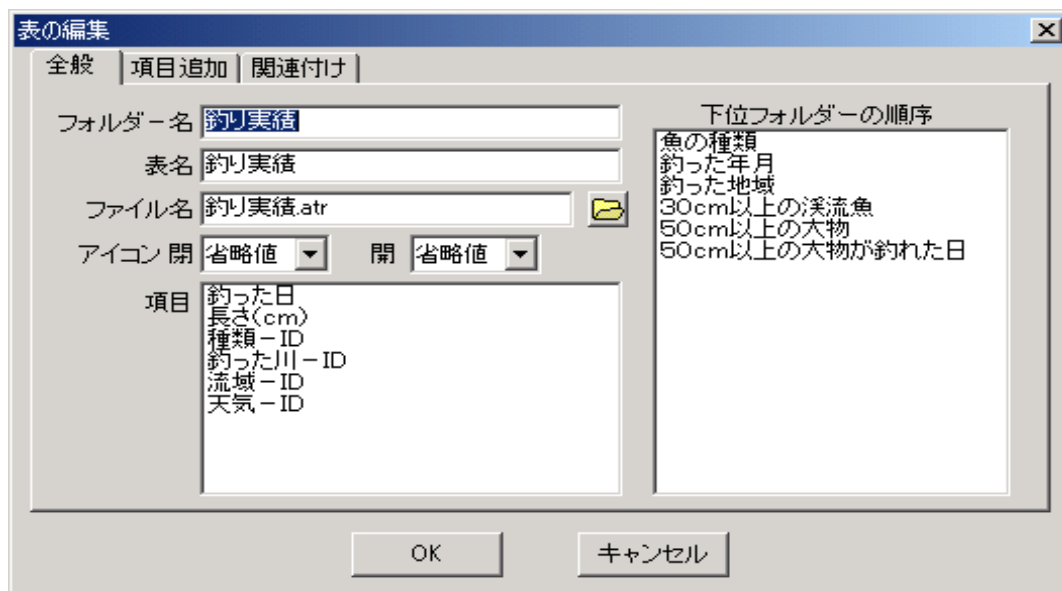 表の編集
全般 項目追加 関連付け
フォルダー名 釣り実績
表名 釣り実績
ファイル名 釣り実績.atr
アイコン 閉 省略値 開 省略値
項目
釣った日
長さ(cm)
種類－ID
釣った川－ID
流域－ID
天気－ID
下位フォルダーの順序
魚の種類
釣った年月
釣った地域
30cm以上の渓流魚
50cm以上の大物
50cm以上の大物が釣れた日
OK キャンセル